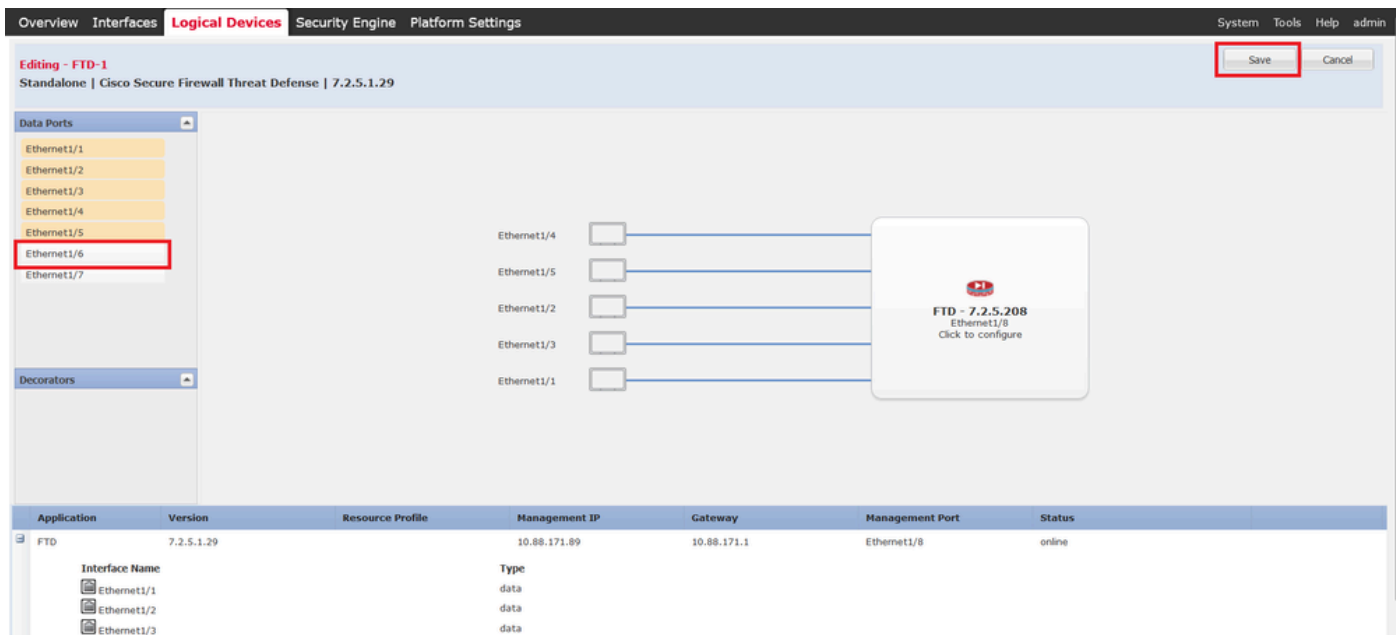 Overview Interfaces Logical Devices Security Engine Platform Settings System Tools Help admin
Editing - FTD-1
Standalone | Cisco Secure Firewall Threat Defense | 7.2.5.1.29
Save Cancel
Data Ports
Ethernet1/1
Ethernet1/2
Ethernet1/3
Ethernet1/4
Ethernet1/5
Ethernet1/6
Ethernet1/7
Decorators
Ethernet1/4
Ethernet1/5
Ethernet1/2
Ethernet1/3
Ethernet1/1
FTD - 7.2.5.208
Ethernet1/8
Click to configure
Application Version Resource Profile Management IP Gateway Management Port Status
FTD 7.2.5.1.29 10.88.171.89 10.88.171.1 Ethernet1/8 online
Interface Name Type
Ethernet1/1 data
Ethernet1/2 data
Ethernet1/3 data